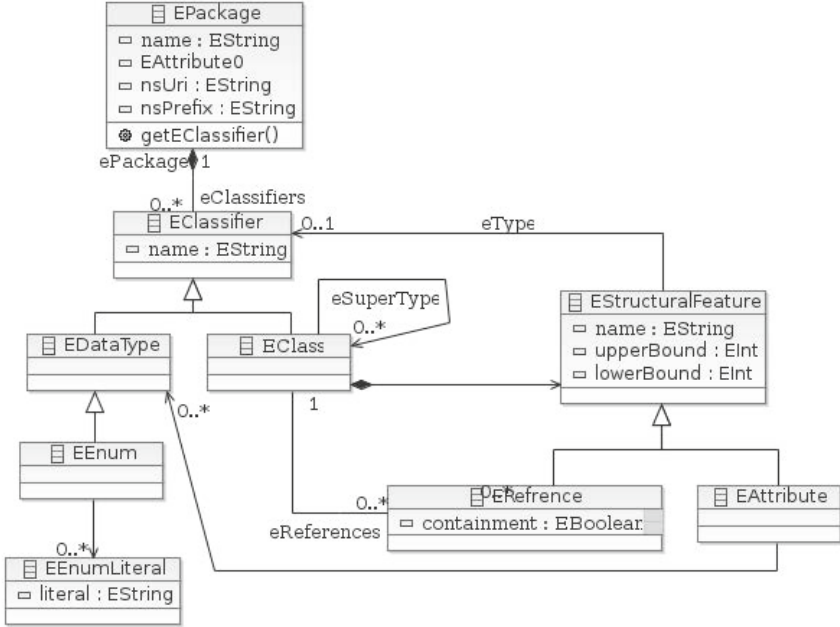 EPackage
name : EString
EAttribute0
nsUri : EString
nsPrefix : EString
getEClassifier()
ePackage 1
eClassifiers
0..*
EClassifier
name : EString
0..1
eType
eSuperType
0..*
EStructuralFeature
name : EString
upperBound : EInt
lowerBound : EInt
EDataType
EClass
0..*
1
EEnum
0..*
ERefrence
0..*
containment : EBoolean
eReferences
EAttribute
0..*
EEnumLiteral
literal : EString